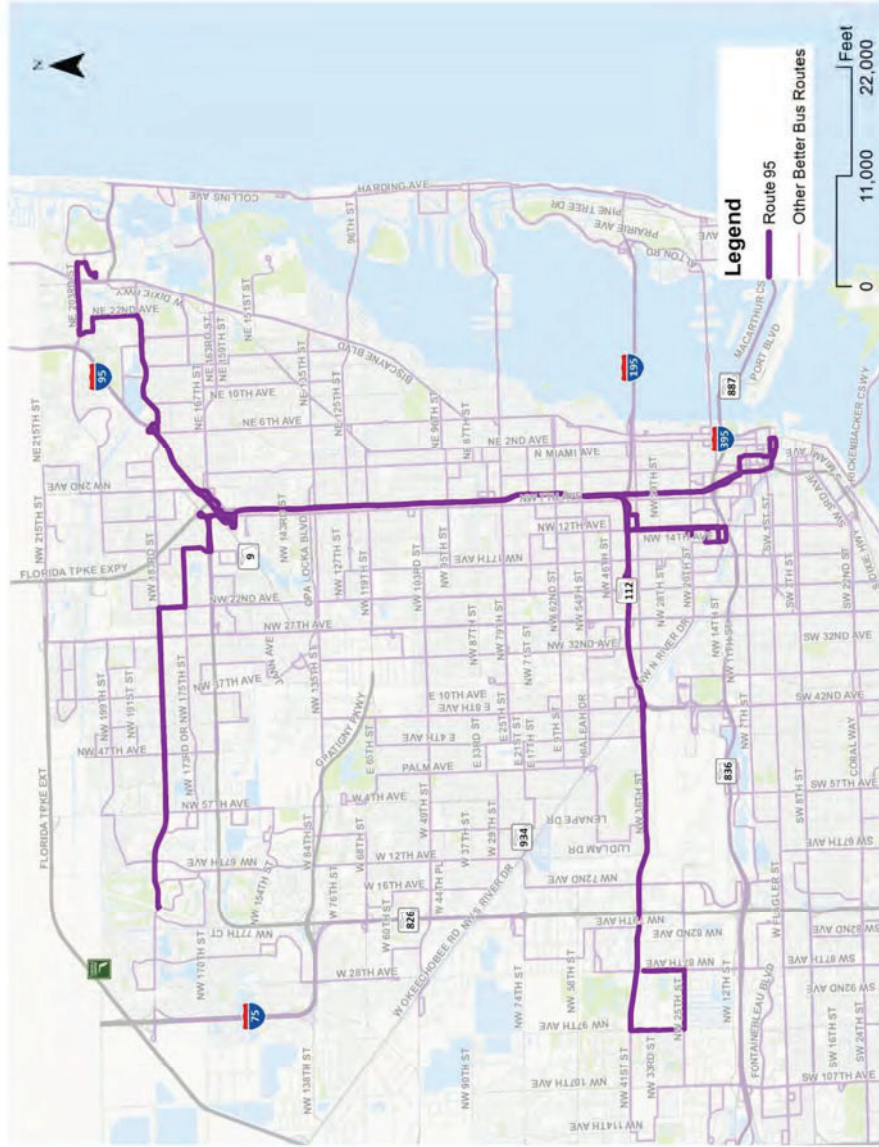 N
NE 215TH ST
NW 2ND AVE
NW 215TH ST
FLORIDA TPKE EXPY
FLORIDA TPKE EXT
NW 199TH ST
NW 191ST ST
NW 183RD ST
NW 47TH AVE
NE 203RD ST
W DIXIE HWY
NE 22ND AVE
95
COLLINS AVE
NE 167TH ST
NE 163RD ST
NE 159TH ST
NE 151ST ST
NE 10TH AVE
NE 6TH AVE
NE 135TH ST
NE 125TH ST
96TH ST
HARDING AVE
BISCAYNE BLVD
NE 96TH ST
NE 87TH ST
NE 2ND AVE
N MIAMI AVE
NW 22ND AVE
NW 27TH AVE
9
NW 143RD ST
OPA LOCKA BLVD
NW 127TH ST
NW 119TH ST
NW 103RD ST
NW 95TH ST
NW 17TH AVE
NW 12TH AVE
NW 175TH ST
NW 173RD DR
NW 57TH AVE
NW 67TH AVE
NW 37TH AVE
NW 135TH ST
GRATIGNY PKWY
NW 87TH ST
NW 79TH ST
NW 71ST ST
NW 62ND ST
NW 54TH ST
NW 46TH ST
NW 32ND AVE
E 10TH AVE
E 8TH AVE
E 4TH AVE
PALM AVE
E 65TH ST
E 33RD ST
E 25TH ST
E 21ST ST
E 17TH ST
E 9TH ST
HIALEAH DR
W 4TH AVE
W 84TH ST
W 68TH ST
W 49TH ST
W 37TH ST
W 29TH ST
W 12TH AVE
W 16TH AVE
W 76TH ST
W 60TH ST
W 44TH PL
LENAPE DR
LUDLAM DR
934
NW 72ND AVE
NW 154TH ST
NW 77TH CT
NW 170TH ST
W 28TH AVE
826
W OKEECHOBEE RD
NW S RIVER DR
75
NW 138TH ST
NW 90TH ST
NW 74TH ST
NW 58TH ST
NW 97TH AVE
NW 107TH AVE
NW 114TH AVE
NW 41ST ST
NW 33RD ST
NW 25TH ST
NW 12TH ST
NW 82ND AVE
NW 87TH AVE
FONTAINEBLEAU BLVD
W FLAGLER ST
NW 36TH ST
NW N RIVER DR
112
NW 28TH ST
NW 20TH ST
NW 14TH ST
NW 11TH ST
NW 7TH ST
836
NW 14TH AVE
SW 1ST ST
SW 7TH ST
SW 22ND ST
SW 3RD AVE
S MIAMI AVE
S DIXIE HWY
RICKENBACKER CSWY
SW 32ND AVE
SW 42ND AVE
CORAL WAY
SW 57TH AVE
SW 8TH ST
SW 67TH AVE
SW 87TH AVE
SW 92ND AVE
SW 107TH AVE
SW 16TH ST
SW 24TH ST
195
395
887
PINE TREE DR
PRAIRIE AVE
ALTON RD
MACARTHUR CS
PORT BLVD
Legend
Route 95
Other Better Bus Routes
0 11,000 22,000
Feet